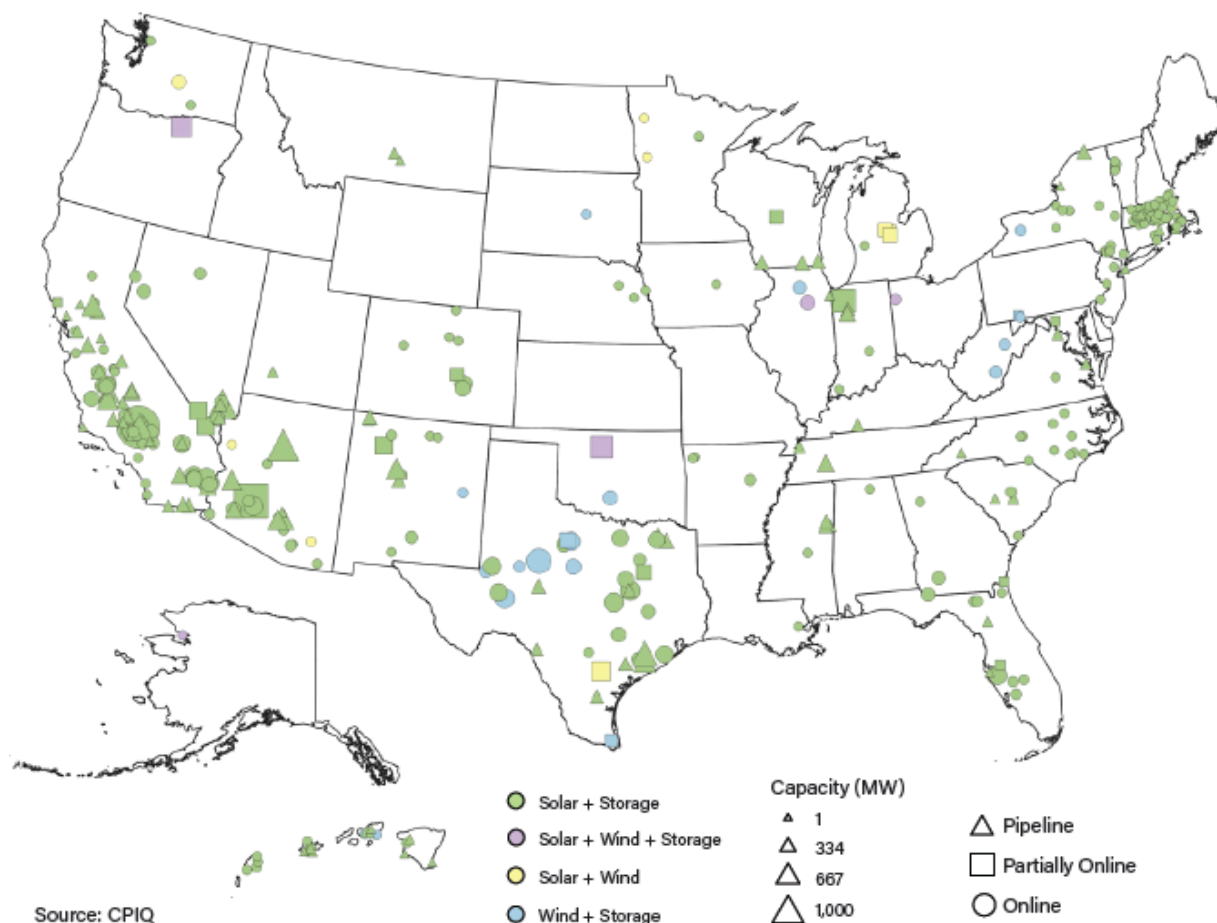 Solar + Storage
Solar + Wind + Storage
Solar + Wind
Wind + Storage
Capacity (MW)
1
334
667
1,000
Pipeline
Partially Online
Online
Source: CPIQ